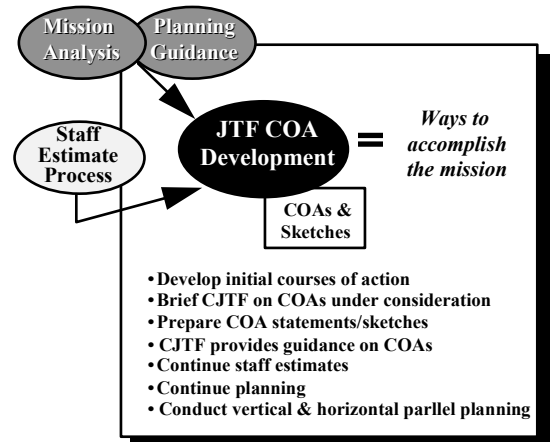 Mission
Analysis
Planning
Guidance
Staff
Estimate
Process
JTF COA
Development
=
Ways to
accomplish
the mission
COAs &
Sketches
•Develop initial courses of action
•Brief CJTF on COAs under consideration
•Prepare COA statements/sketches
•CJTF provides guidance on COAs
•Continue staff estimates
•Continue planning
•Conduct vertical & horizontal parllel planning